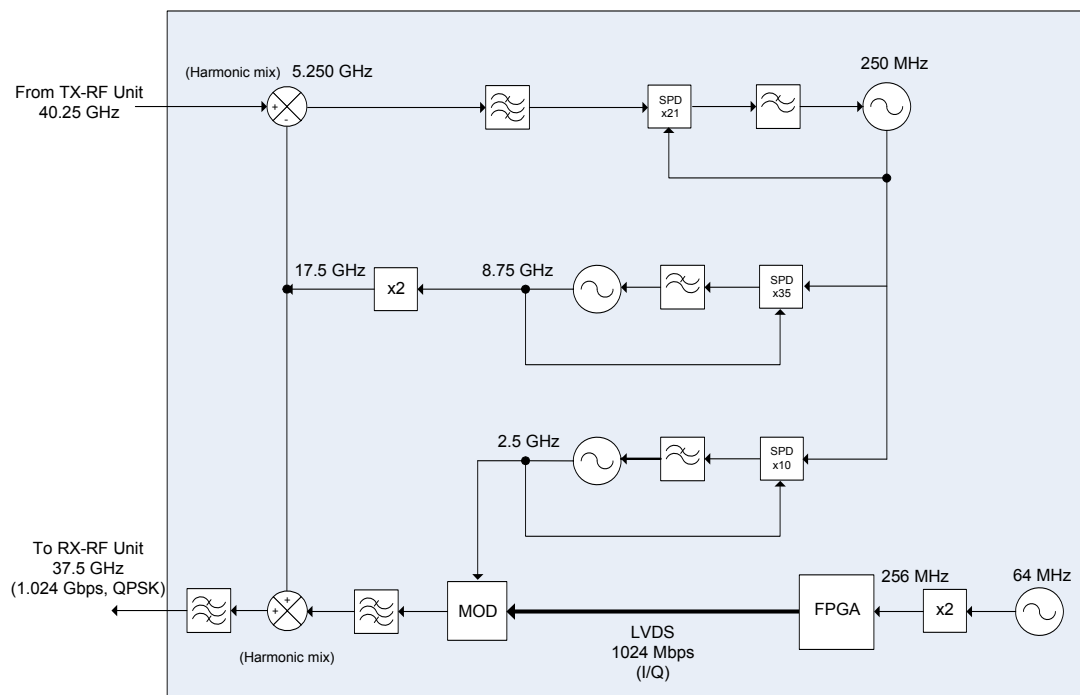 (Harmonic mix)
5.250 GHz
250 MHz
From TX-RF Unit
40.25 GHz
+
-
SPD
x21
17.5 GHz
8.75 GHz
x2
SPD
x35
2.5 GHz
SPD
x10
To RX-RF Unit
37.5 GHz
(1.024 Gbps, QPSK)
+
+
(Harmonic mix)
MOD
LVDS
1024 Mbps
(I/Q)
FPGA
256 MHz
x2
64 MHz